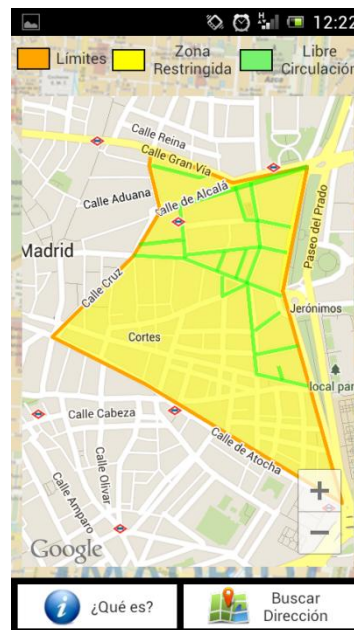 12:22
Límites
Zona
Restringida
Libre
Circulación
Calle Reina
Calle Gran Vía
Calle Aduana
Calle de Alcalá
Paseo del Prado
Madrid
Calle Cruz
Jerónimos
Cortes
local par
Calle Cabeza
Calle de Atocha
Calle Olivar
Calle Amparo
+
−
Google
¿Qué es?
Buscar
Dirección